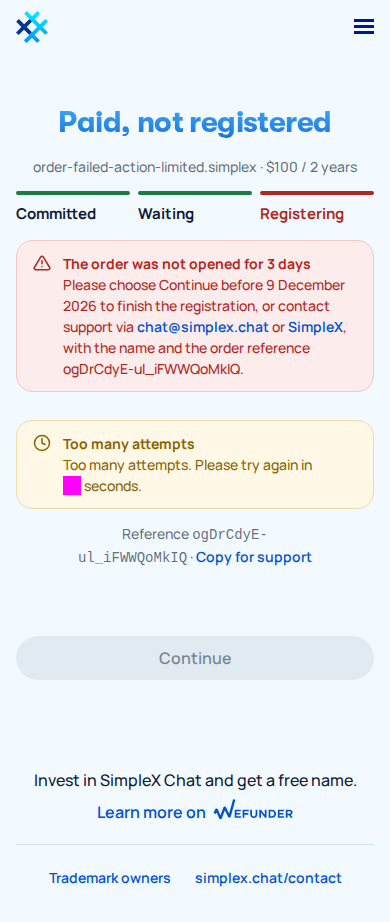 Paid, not registered
order-failed-action-limited.simplex · $100 / 2 years
Committed
Waiting
Registering
The order was not opened for 3 days
Please choose Continue before 9 December
2026 to finish the registration, or contact
support via chat@simplex.chat or SimpleX,
with the name and the order reference
ogDrCdyE-ul_iFWWQoMkIQ.
Too many attempts
Too many attempts. Please try again in
seconds.
Reference ogDrCdyE-
ul_iFWWQoMkIQ · Copy for support
Continue
Invest in SimpleX Chat and get a free name.
Learn more on WEFUNDER
Trademark owners
simplex.chat/contact